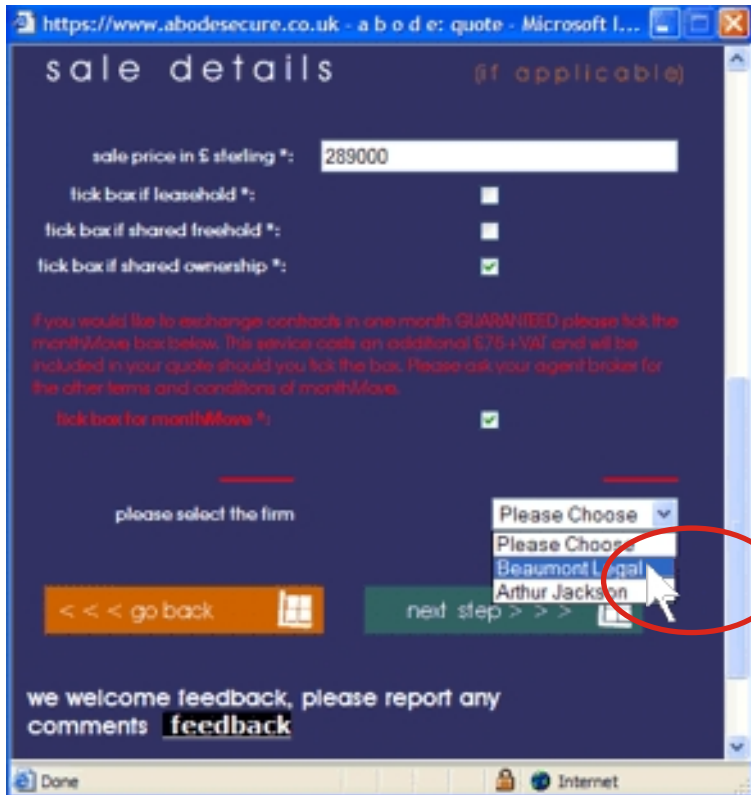 https://www.abodesecure.co.uk - a b o d e: quote - Microsoft I...
sale details (if applicable)
sale price in £ sterling *: 289000
tick box if leasehold *:
tick box if shared freehold *:
tick box if shared ownership *:
if you would like to exchange contracts in one month GUARANTEED please tick the
monthMove box below. This service costs an additional £75+VAT and will be
included in your quote should you tick the box. Please ask your agent broker for
the other terms and conditions of monthMove.
tick box for monthMove *:
please select the firm Please Choose
Please Choose
Beaumont Legal
Arthur Jackson
< < < go back next step > > >
we welcome feedback, please report any
comments feedback
Done Internet